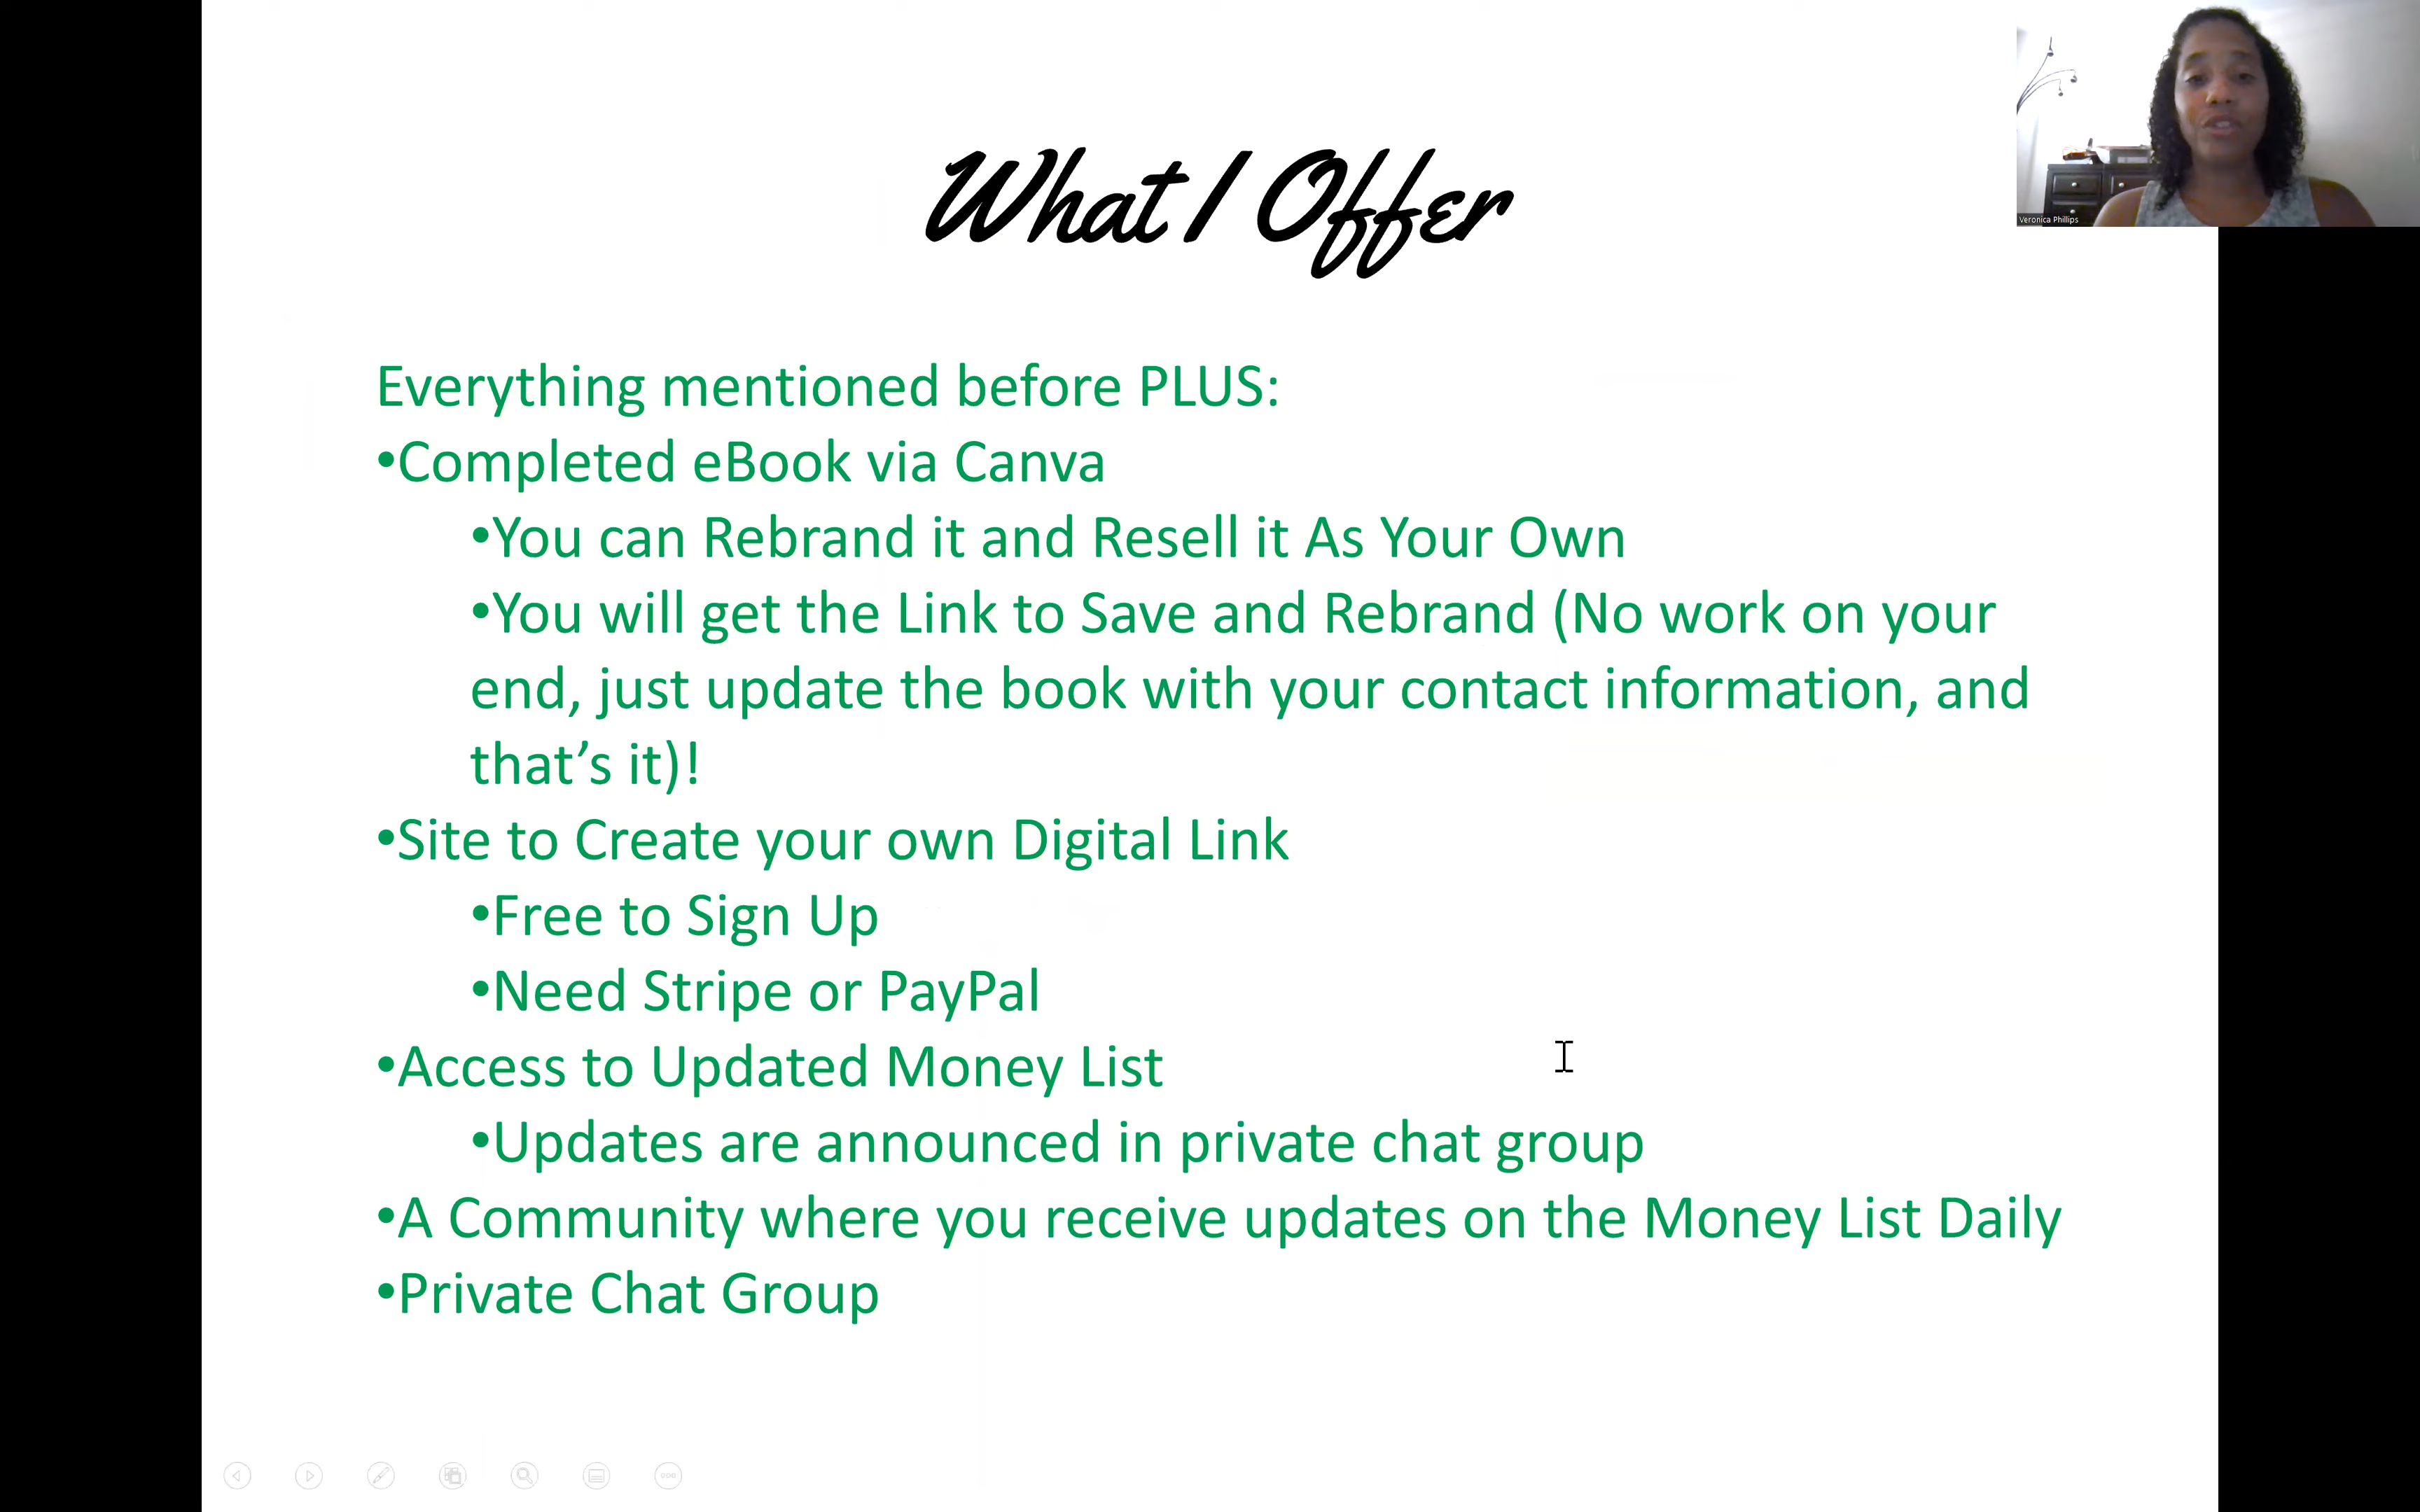 What I Offer
Veronica Phillips
Everything mentioned before PLUS:
•Completed eBook via Canva
•You can Rebrand it and Resell it As Your Own
•You will get the Link to Save and Rebrand (No work on your
end, just update the book with your contact information, and
that’s it)!
•Site to Create your own Digital Link
•Free to Sign Up
•Need Stripe or PayPal
•Access to Updated Money List
•Updates are announced in private chat group
•A Community where you receive updates on the Money List Daily
•Private Chat Group